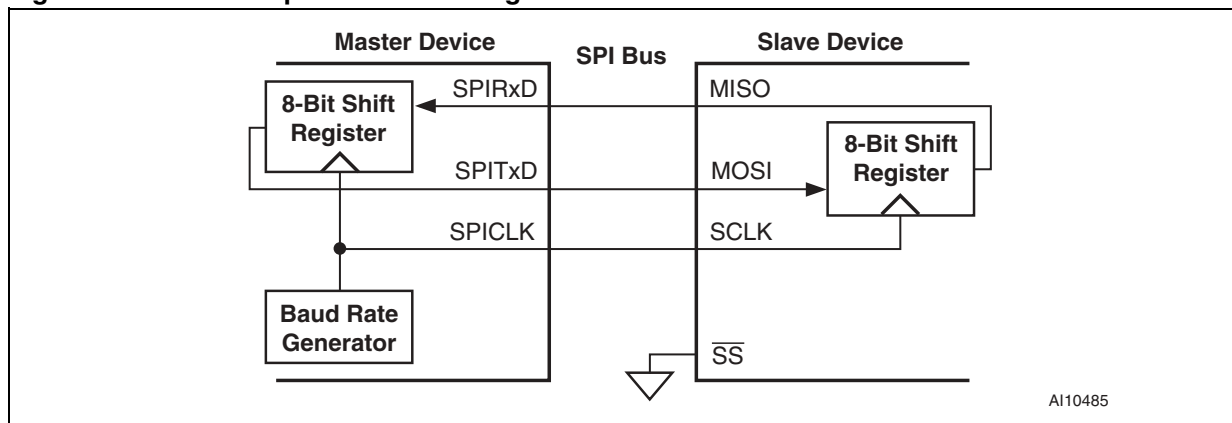 Master Device
SPI Bus
Slave Device
SPIRxD
MISO
8-Bit Shift
Register
8-Bit Shift
Register
SPITxD
MOSI
SPICLK
SCLK
Baud Rate
Generator
SS
AI10485